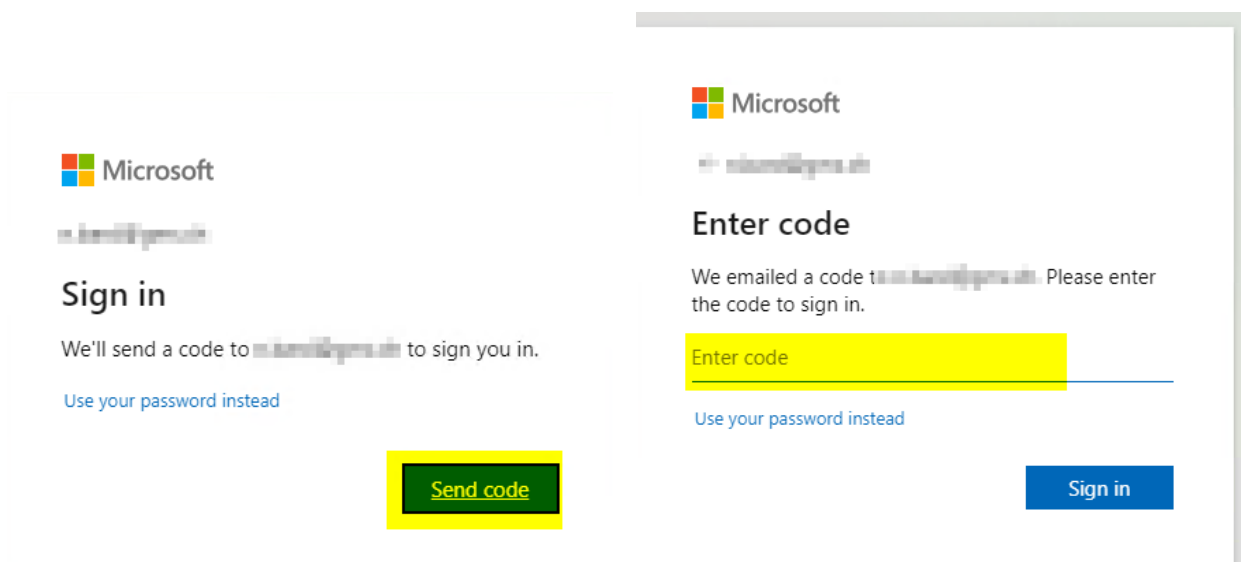 Microsoft
Sign in
We'll send a code to to sign you in.
Use your password instead
Send code
Microsoft
Enter code
We emailed a code Please enter
the code to sign in.
Enter code
Use your password instead
Sign in